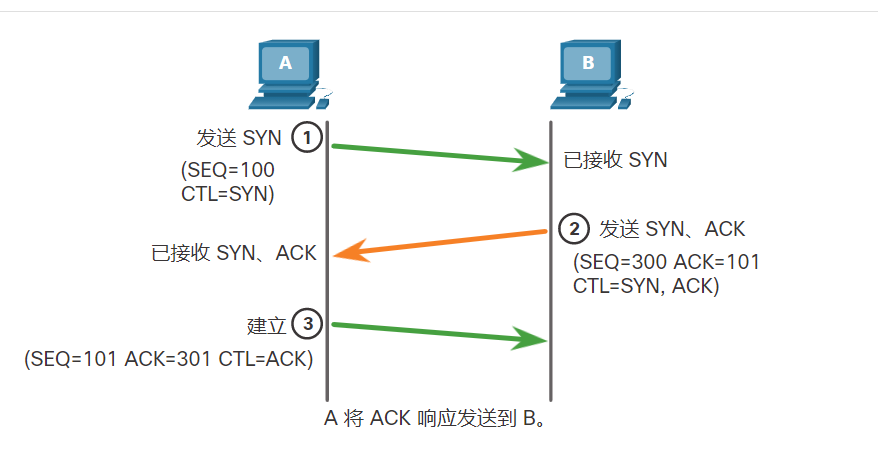 A
B
发送 SYN ①
(SEQ=100
CTL=SYN)
已接收 SYN
② 发送 SYN、ACK
(SEQ=300 ACK=101
CTL=SYN, ACK)
已接收 SYN、ACK
建立 ③
(SEQ=101 ACK=301 CTL=ACK)
A 将 ACK 响应发送到 B。